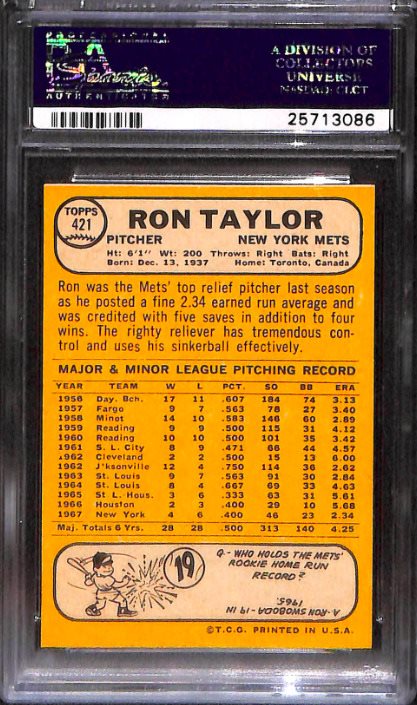 PROFESSIONAL
PSA
AUTHENTICATED
A DIVISION OF
COLLECTORS
UNIVERSE
NASDAQ: CLCT
25713086
TOPPS
421
RON TAYLOR
PITCHER NEW YORK METS
Ht: 6'1" Wt: 200 Throws: Right Bats: Right
Born: Dec. 13, 1937 Home: Toronto, Canada
Ron was the Mets' top relief pitcher last season
as he posted a fine 2.34 earned run average and
was credited with five saves in addition to four
wins. The righty reliever has tremendous con-
trol and uses his sinkerball effectively.
MAJOR & MINOR LEAGUE PITCHING RECORD
YEAR TEAM W L PCT. SO BB ERA
1956 Day. Bch. 17 11 .607 184 74 3.13
1957 Fargo 9 7 .563 78 27 3.40
1958 Minot 14 10 .583 146 60 2.89
1959 Reading 9 9 .500 115 31 4.12
1960 Reading 10 10 .500 101 35 3.42
1961 S. L. City 8 9 .471 66 44 4.57
1962 Cleveland 2 2 .500 15 13 6.00
1962 J'ksonville 12 4 .750 114 36 2.62
1963 St. Louis 9 7 .563 91 30 2.84
1964 St. Louis 8 4 .667 69 33 4.63
1965 St L. Hous. 3 6 .333 63 31 5.61
1966 Houston 2 3 .400 29 10 5.68
1967 New York 4 6 .400 46 23 2.34
Maj. Totals 6 Yrs. 28 28 .500 313 140 4.25
19
Q-WHO HOLDS THE METS'
ROOKIE HOME RUN
RECORD?
A-RON SWOBODA-19 IN
1965.
©T.C.G. PRINTED IN U.S.A.